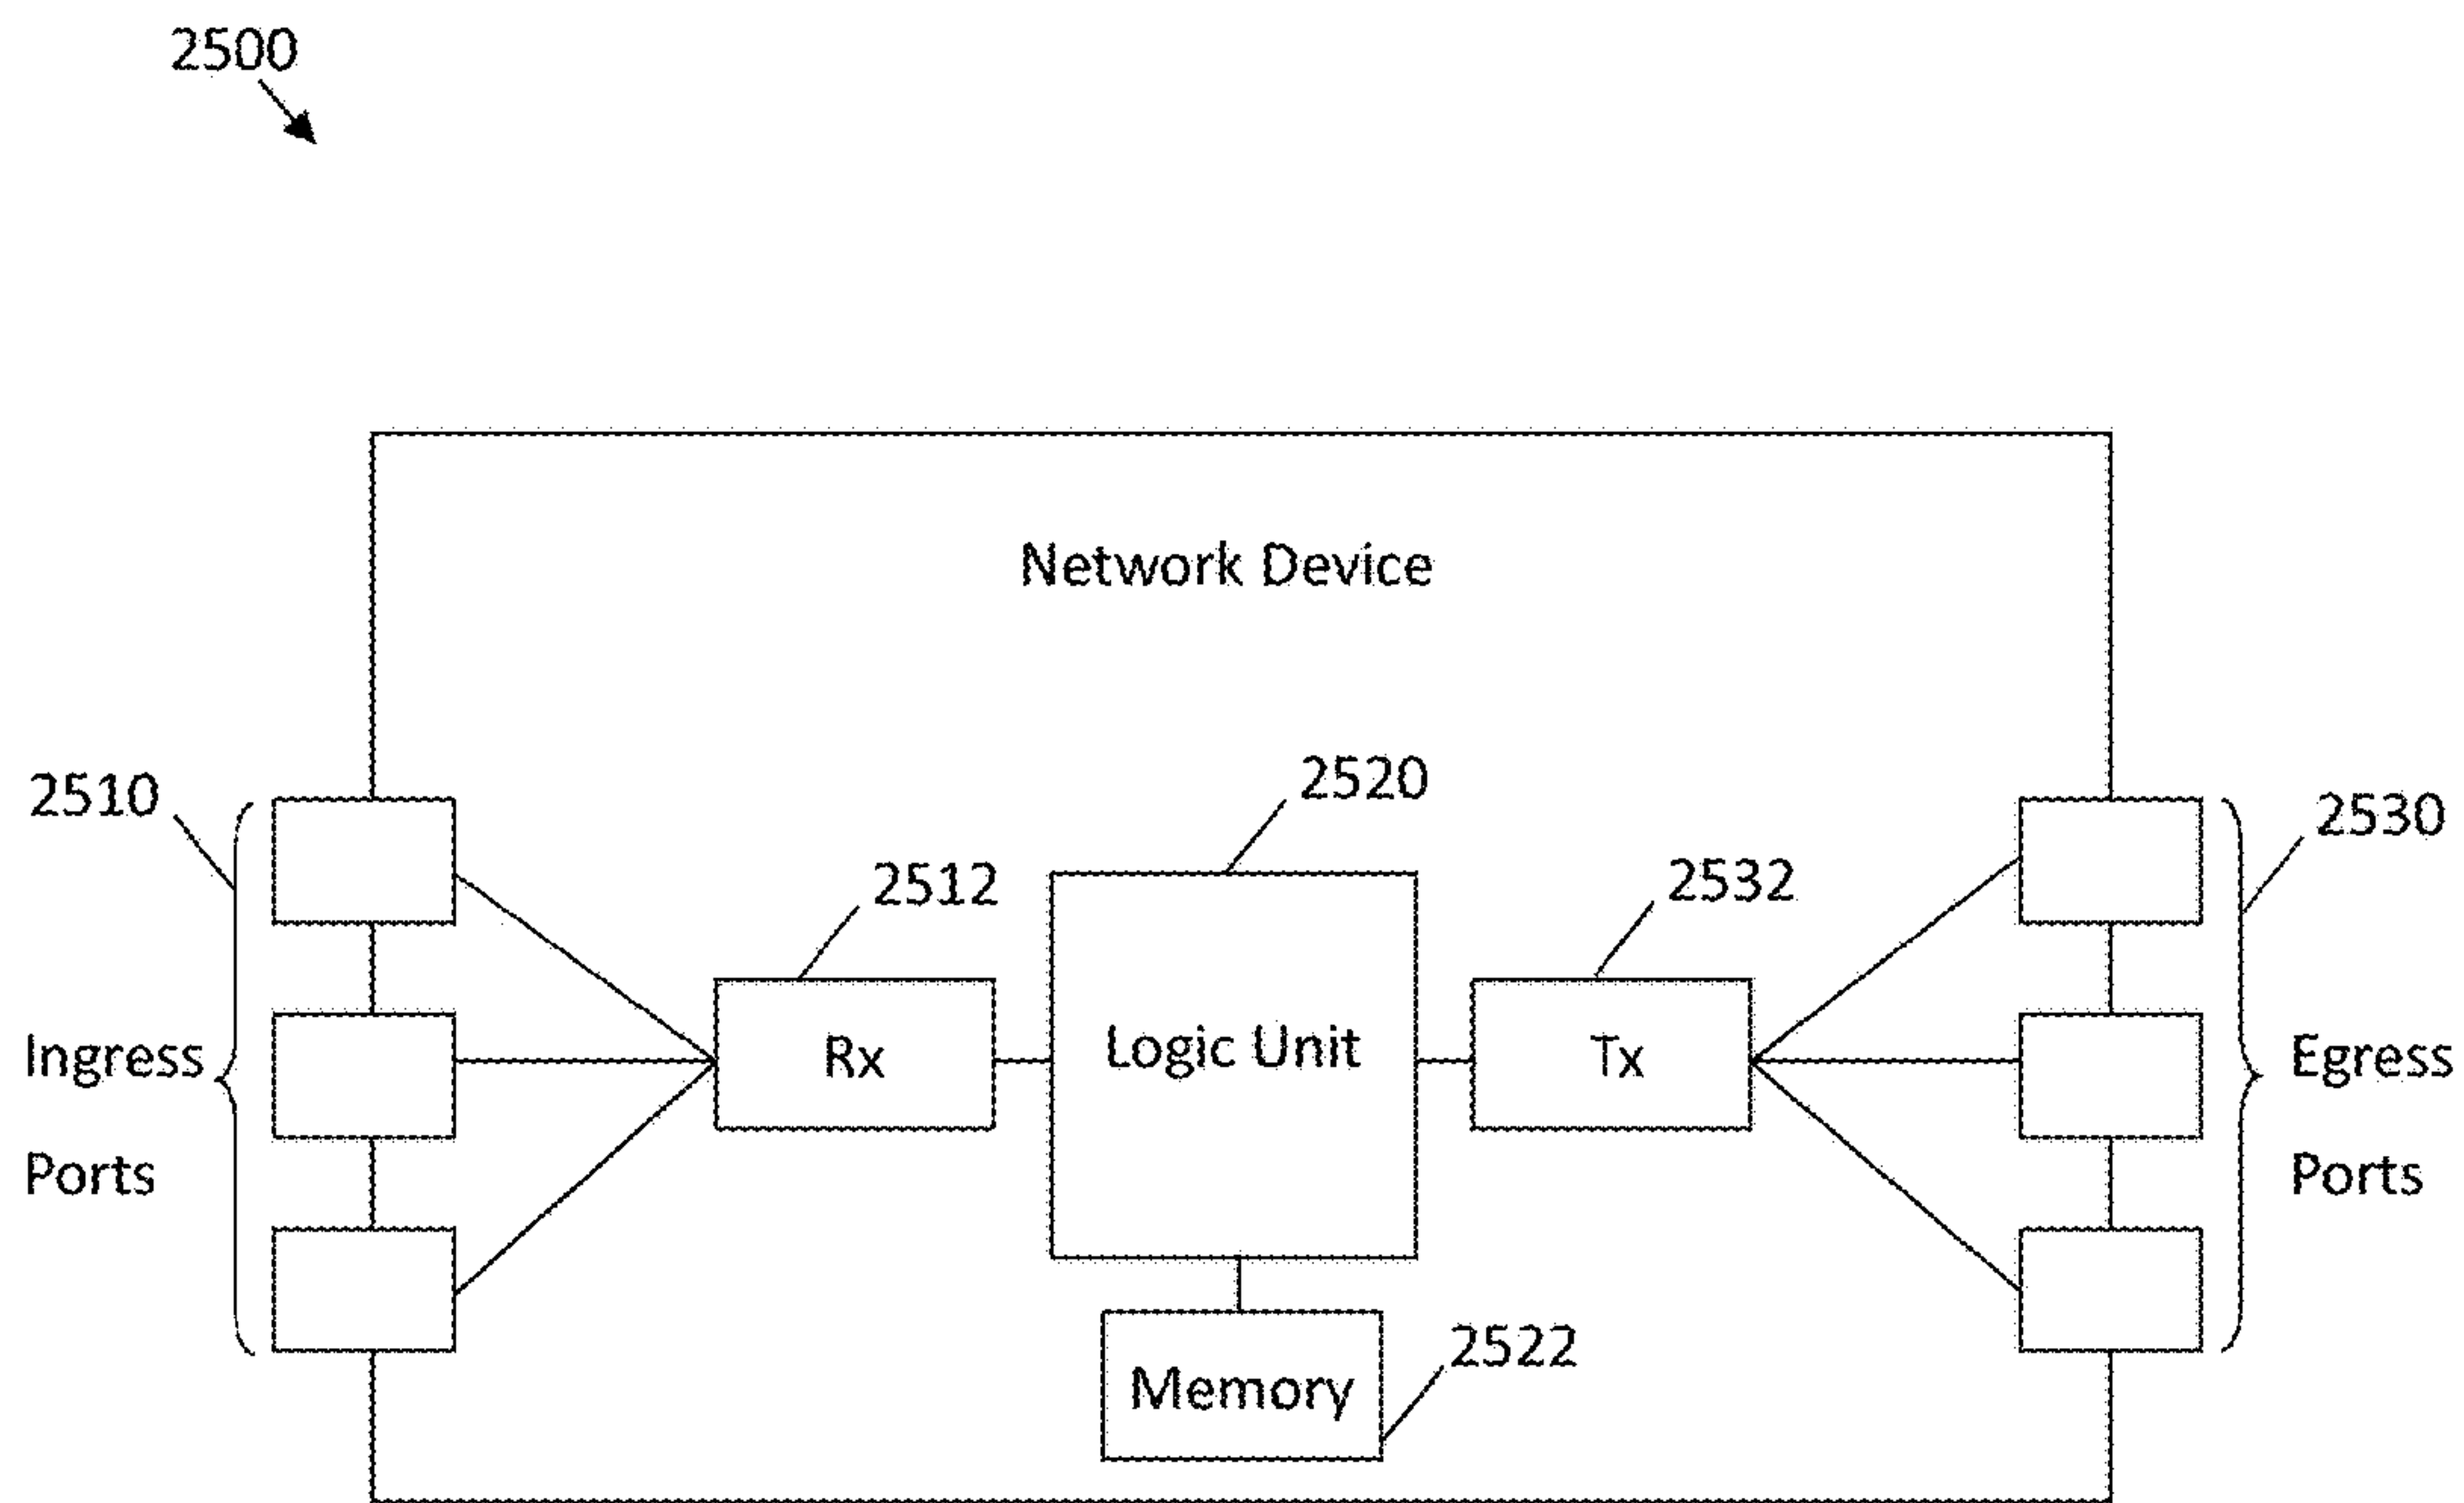 2500
Network Device
2510
2520
2530
2512
2532
Ingress
Ports
Rx
Logic Unit
Tx
Egress
Ports
Memory
2522